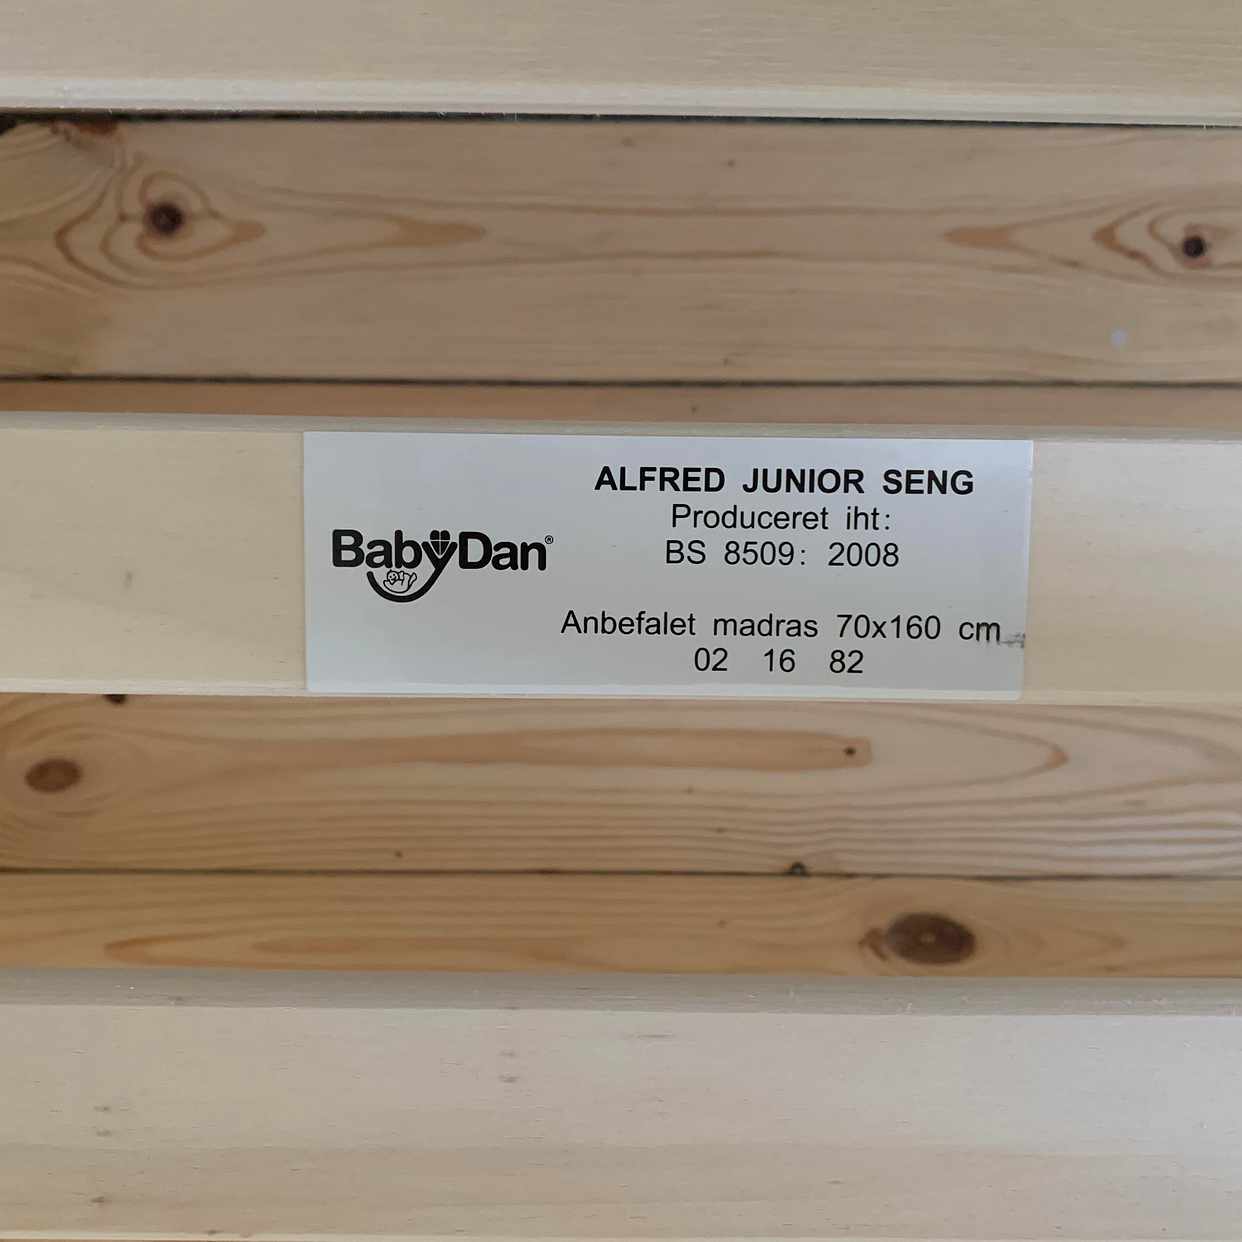 ALFRED JUNIOR SENG
Produceret iht:
BS 8509: 2008
BabyDan®
Anbefalet madras 70x160 cm
02 16 82